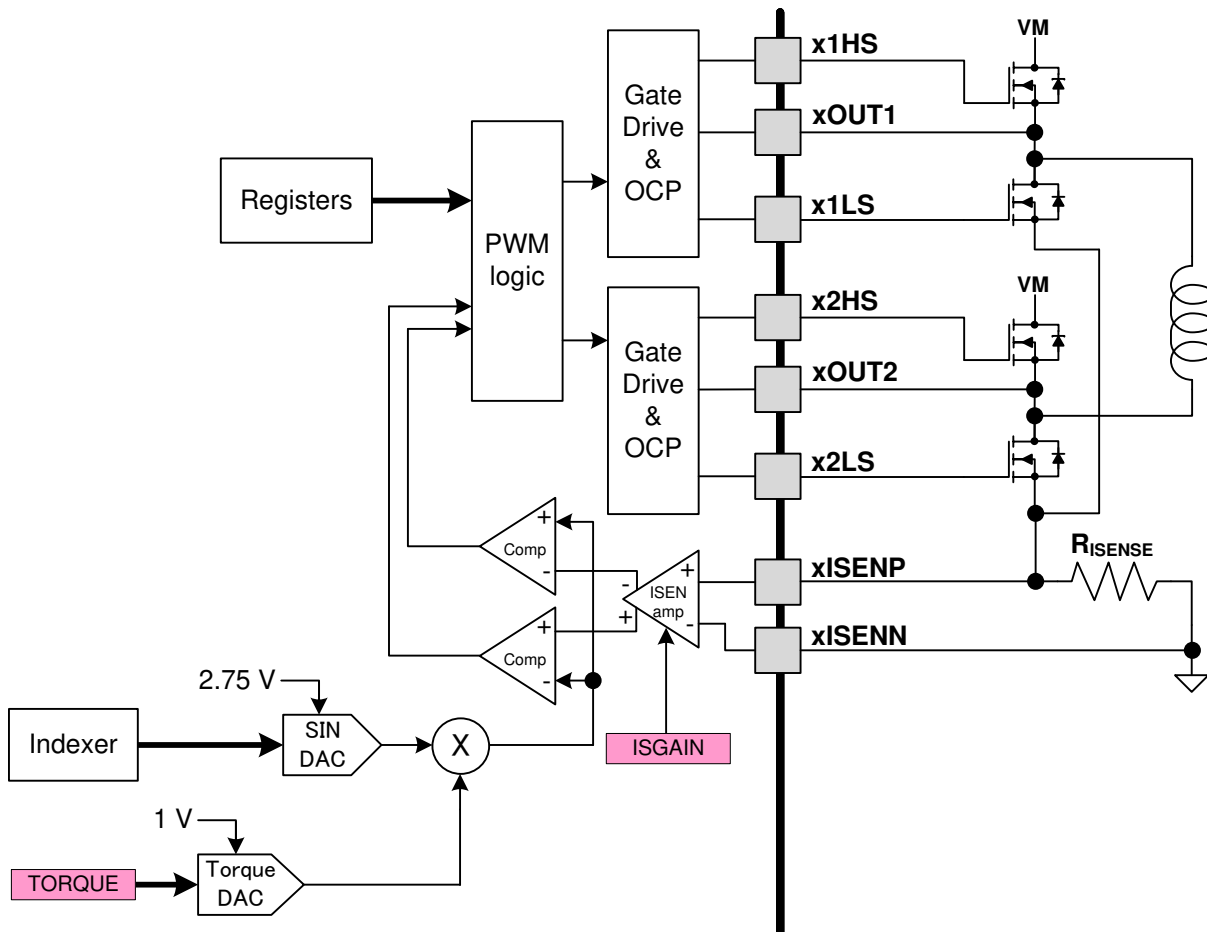 x1HS
VM
Gate
Drive
&
OCP
xOUT1
Registers
PWM
logic
x1LS
x2HS
VM
Gate
Drive
&
OCP
xOUT2
x2LS
+
Comp
-
-
+
ISEN
amp
+
-
xISENP
RISENSE
+
Comp
-
xISENN
2.75 V
Indexer
SIN
DAC
X
ISGAIN
1 V
TORQUE
Torque
DAC